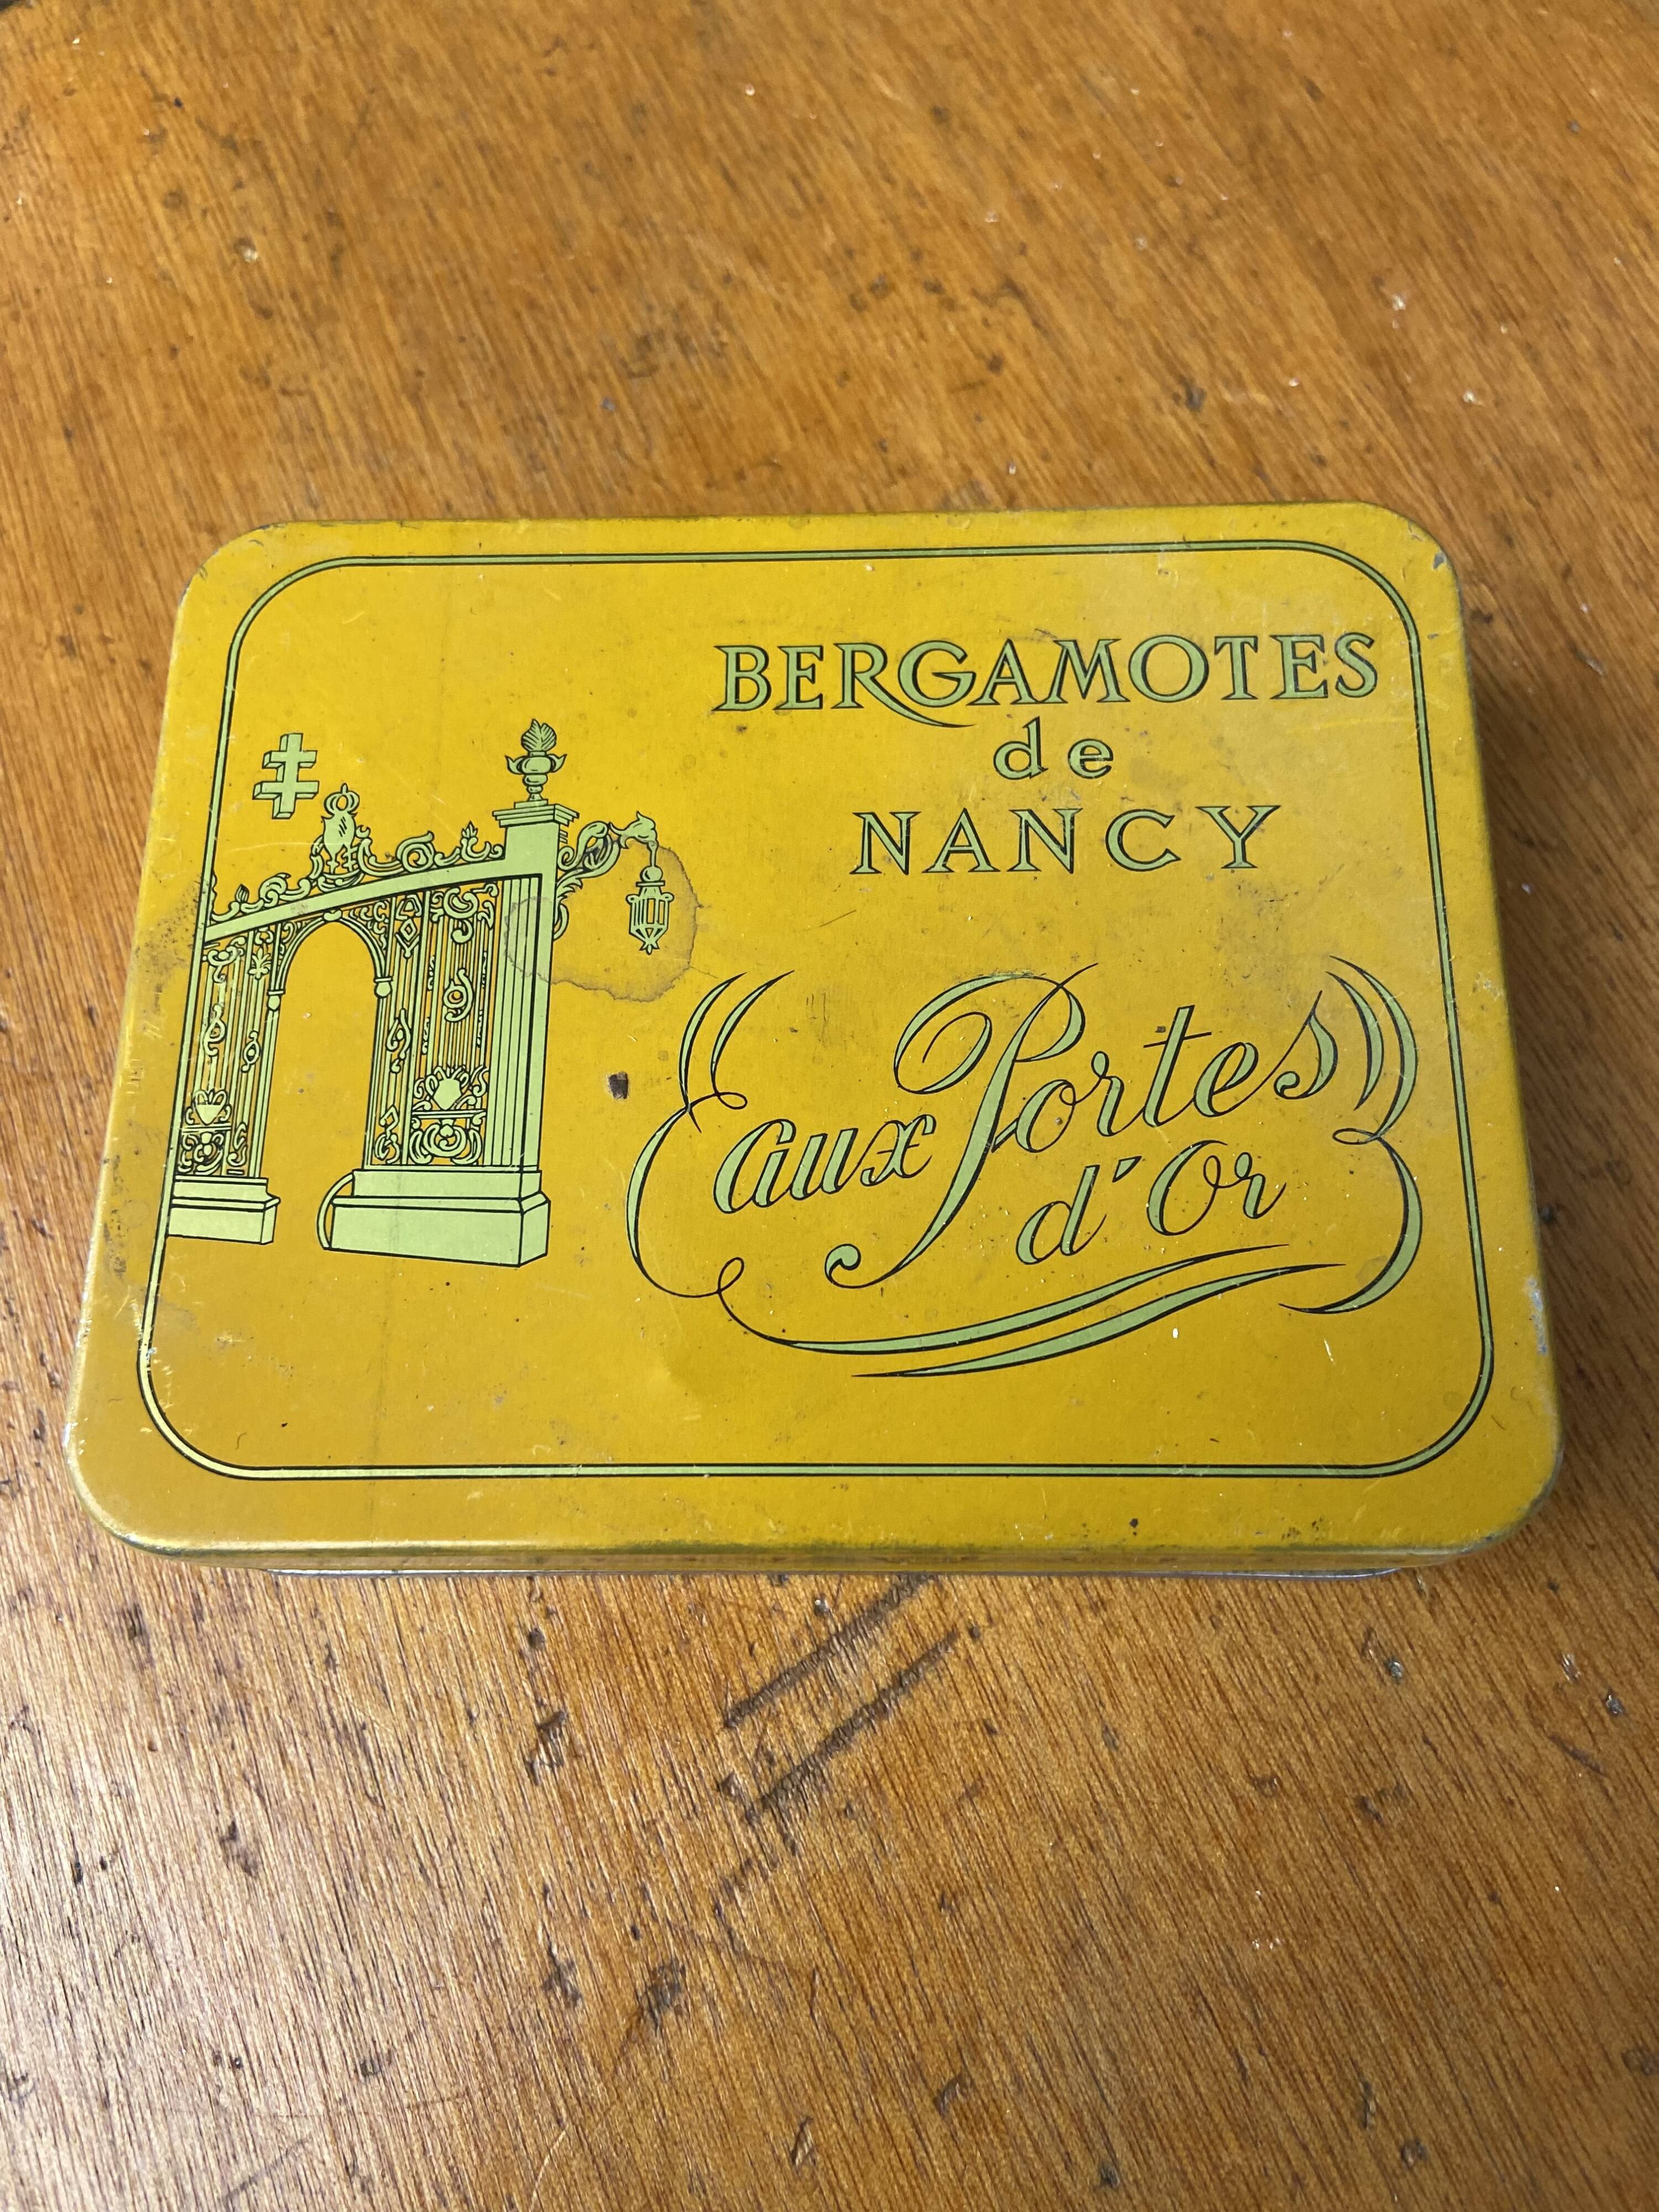 BERGAMOTES
de
NANCY
aux Portes
d'Or